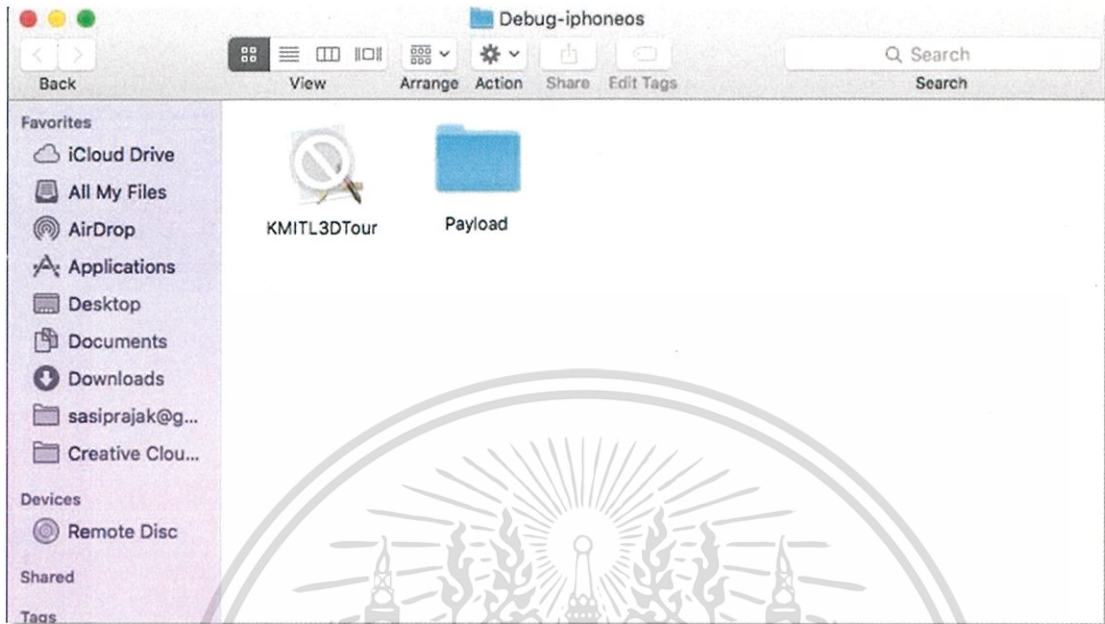 Debug-iphoneos
Search
Back
View
Arrange
Action
Share
Edit Tags
Search
Favorites
iCloud Drive
All My Files
AirDrop
Applications
Desktop
Documents
Downloads
sasiprajak@g...
Creative Clou...
Devices
Remote Disc
Shared
Tags
KMITL3DTour
Payload